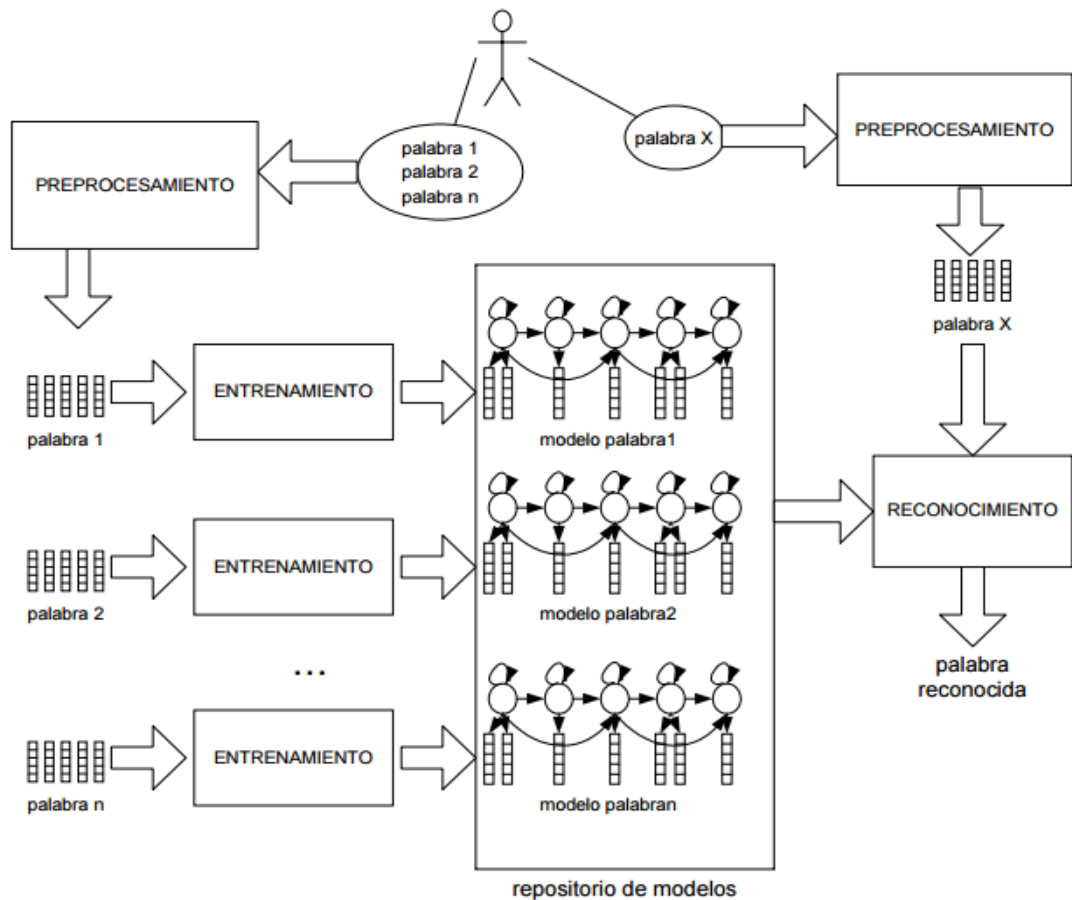 palabra 1
palabra 2
palabra n
palabra X
PREPROCESAMIENTO
PREPROCESAMIENTO
palabra X
palabra 1
ENTRENAMIENTO
modelo palabra1
palabra 2
ENTRENAMIENTO
modelo palabra2
RECONOCIMIENTO
palabra
reconocida
...
palabra n
ENTRENAMIENTO
modelo palabran
repositorio de modelos